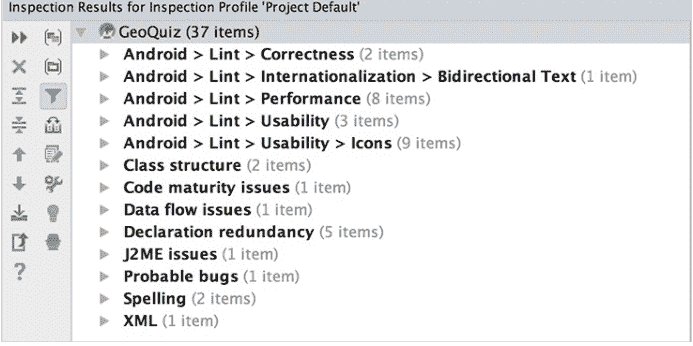 Inspection Results for Inspection Profile 'Project Default'
GeoQuiz (37 items)
Android > Lint > Correctness (2 items)
Android > Lint > Internationalization > Bidirectional Text (1 item)
Android > Lint > Performance (8 items)
Android > Lint > Usability (3 items)
Android > Lint > Usability > Icons (9 items)
Class structure (2 items)
Code maturity issues (1 item)
Data flow issues (1 item)
Declaration redundancy (5 items)
J2ME issues (1 item)
Probable bugs (1 item)
Spelling (2 items)
XML (1 item)